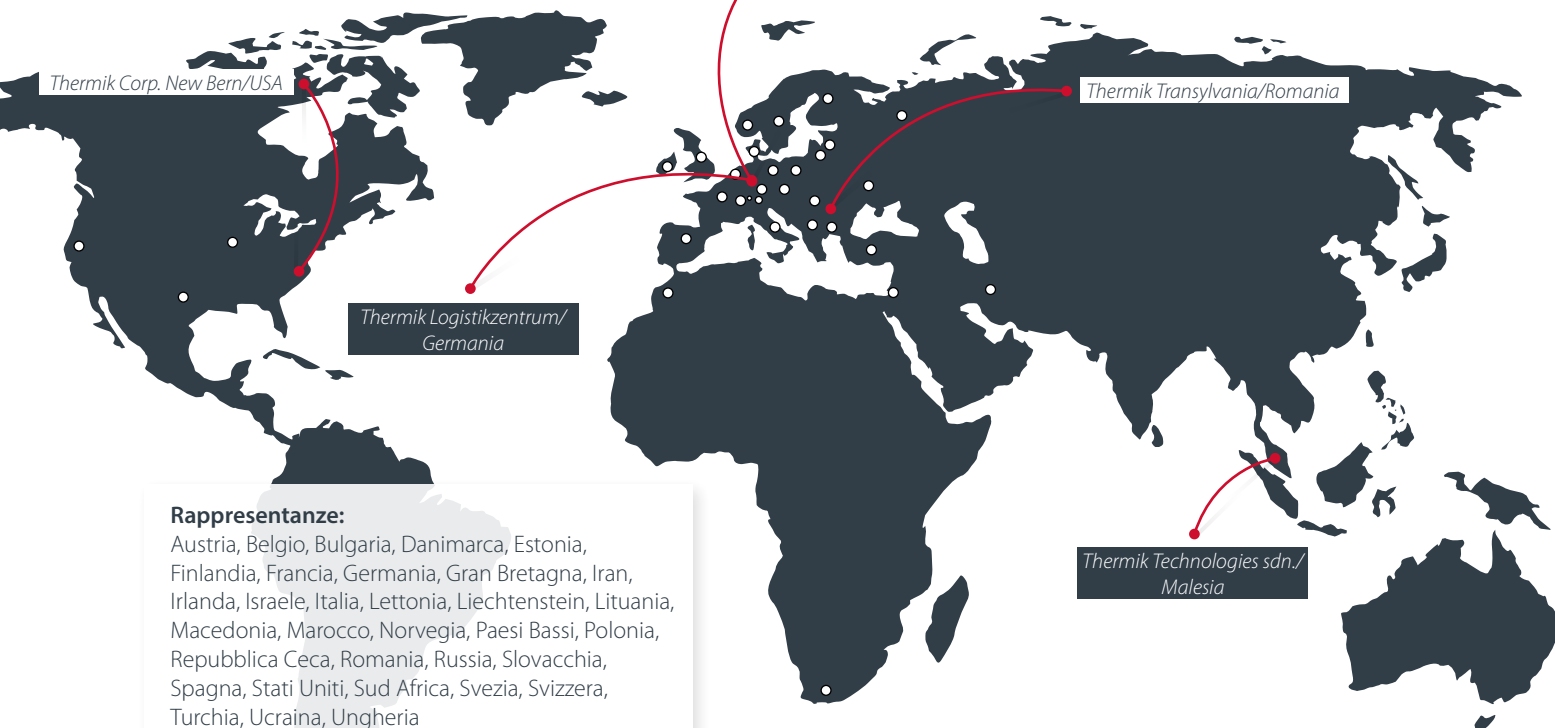 Thermik Corp. New Bern/USA
Thermik Transylvania/Romania
Thermik Logistikzentrum/
Germania
Thermik Technologies sdn./
Malesia
Rappresentanze:
Austria, Belgio, Bulgaria, Danimarca, Estonia,
Finlandia, Francia, Germania, Gran Bretagna, Iran,
Irlanda, Israele, Italia, Lettonia, Liechtenstein, Lituania,
Macedonia, Marocco, Norvegia, Paesi Bassi, Polonia,
Repubblica Ceca, Romania, Russia, Slovacchia,
Spagna, Stati Uniti, Sud Africa, Svezia, Svizzera,
Turchia, Ucraina, Ungheria